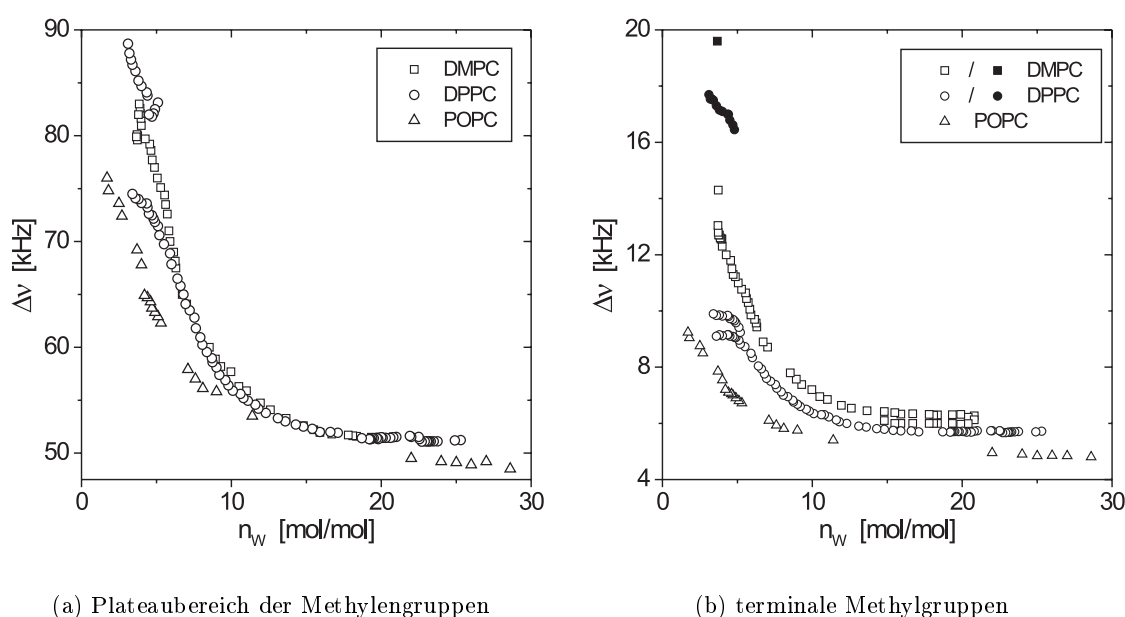 90
80
70
60
50
0
10
20
30
Δν [kHz]
n_W [mol/mol]
DMPC
DPPC
POPC
20
16
12
8
4
0
10
20
30
Δν [kHz]
n_W [mol/mol]
/ DMPC
/ DPPC
POPC
(a) Plateaubereich der Methylengruppen
(b) terminale Methylgruppen